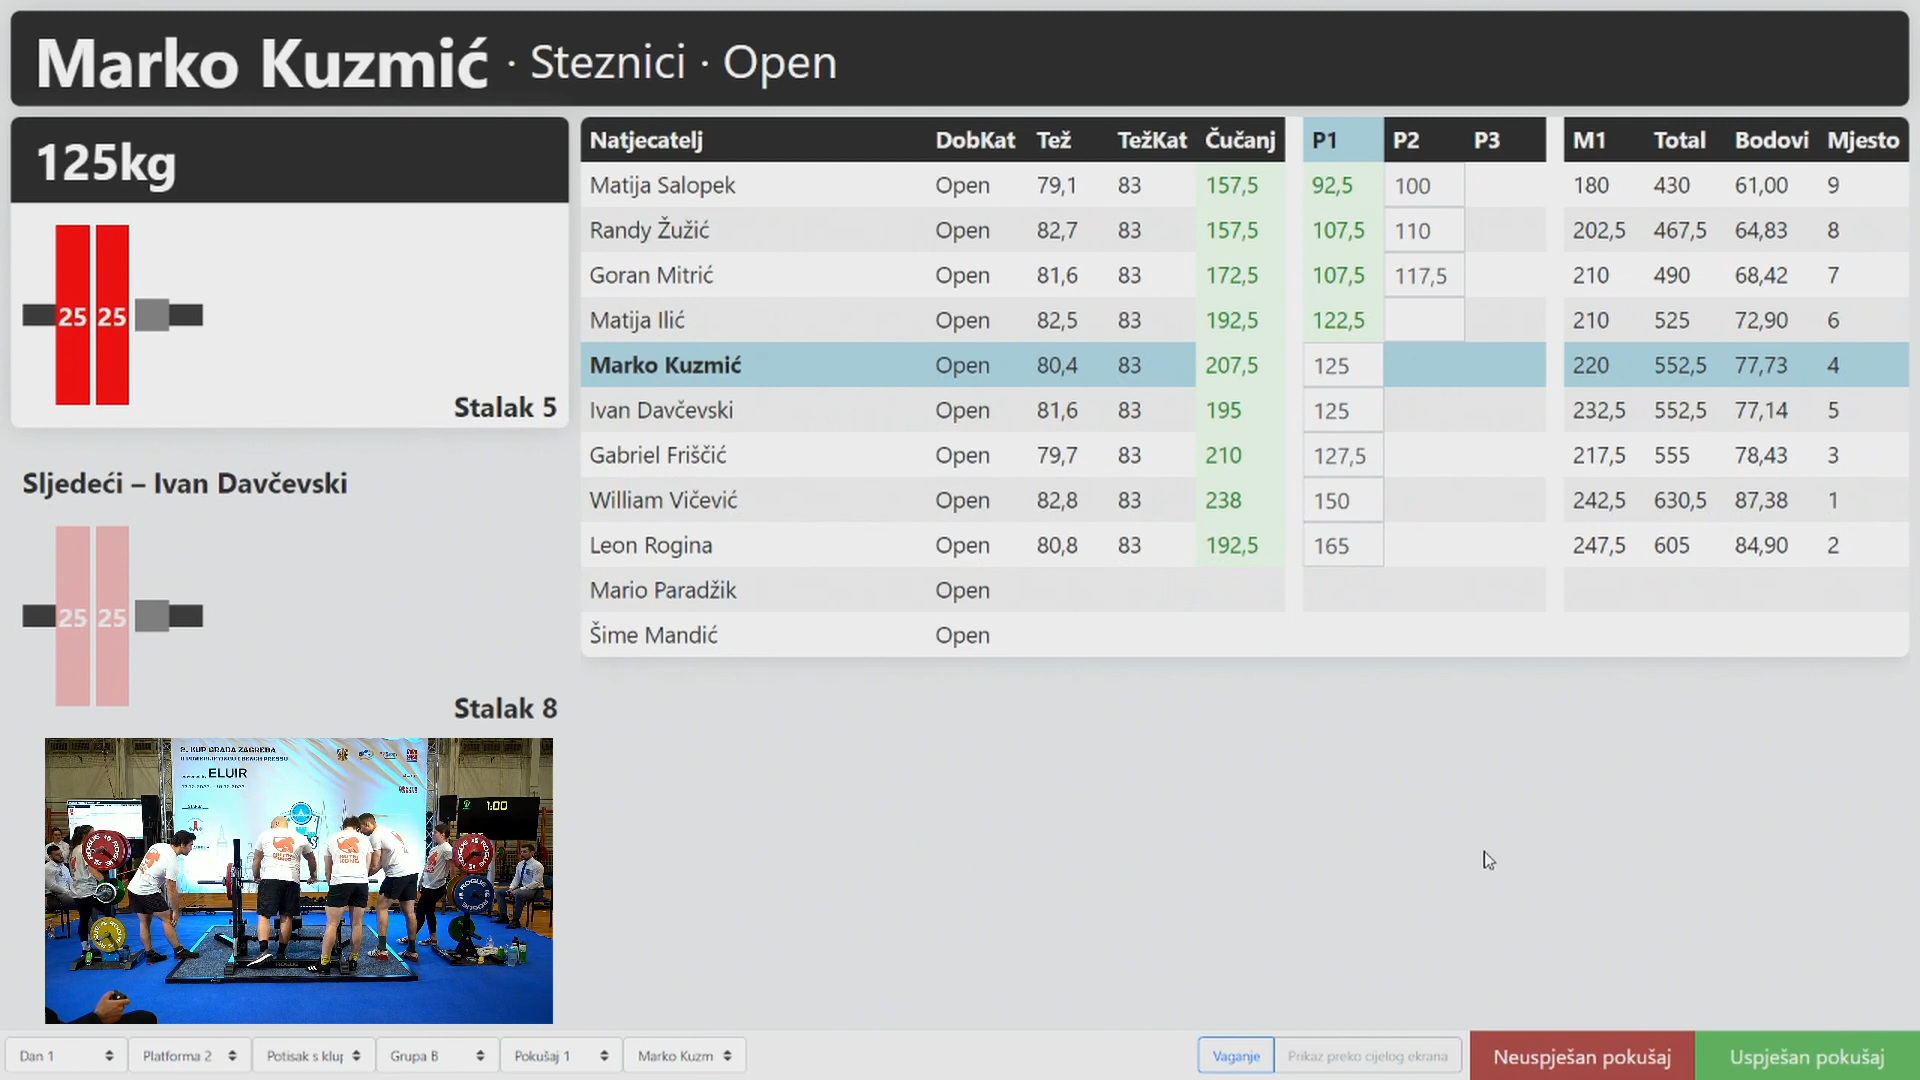 Marko Kuzmić · Steznici · Open
125kg
25 25
Stalak 5
Sljedeći – Ivan Davčevski
25 25
Stalak 8
Natjecatelj DobKat Tež TežKat Čučanj P1 P2 P3 M1 Total Bodovi Mjesto
Matija Salopek Open 79,1 83 157,5 92,5 100 180 430 61,00 9
Randy Žužić Open 82,7 83 157,5 107,5 110 202,5 467,5 64,83 8
Goran Mitrić Open 81,6 83 172,5 107,5 117,5 210 490 68,42 7
Matija Ilić Open 82,5 83 192,5 122,5 210 525 72,90 6
Marko Kuzmić Open 80,4 83 207,5 125 220 552,5 77,73 4
Ivan Davčevski Open 81,6 83 195 125 232,5 552,5 77,14 5
Gabriel Friščić Open 79,7 83 210 127,5 217,5 555 78,43 3
William Vičević Open 82,8 83 238 150 242,5 630,5 87,38 1
Leon Rogina Open 80,8 83 192,5 165 247,5 605 84,90 2
Mario Paradžik Open
Šime Mandić Open
2. KUP GRADA ZAGREBA
ELUIR
1:00
ROGUE
ROGUE
ROGUE
Dan 1 Platforma 2 Potisak s klup Grupa B Pokušaj 1 Marko Kuzm Vaganje Prikaz preko cijelog ekrana Neuspješan pokušaj Uspješan pokušaj